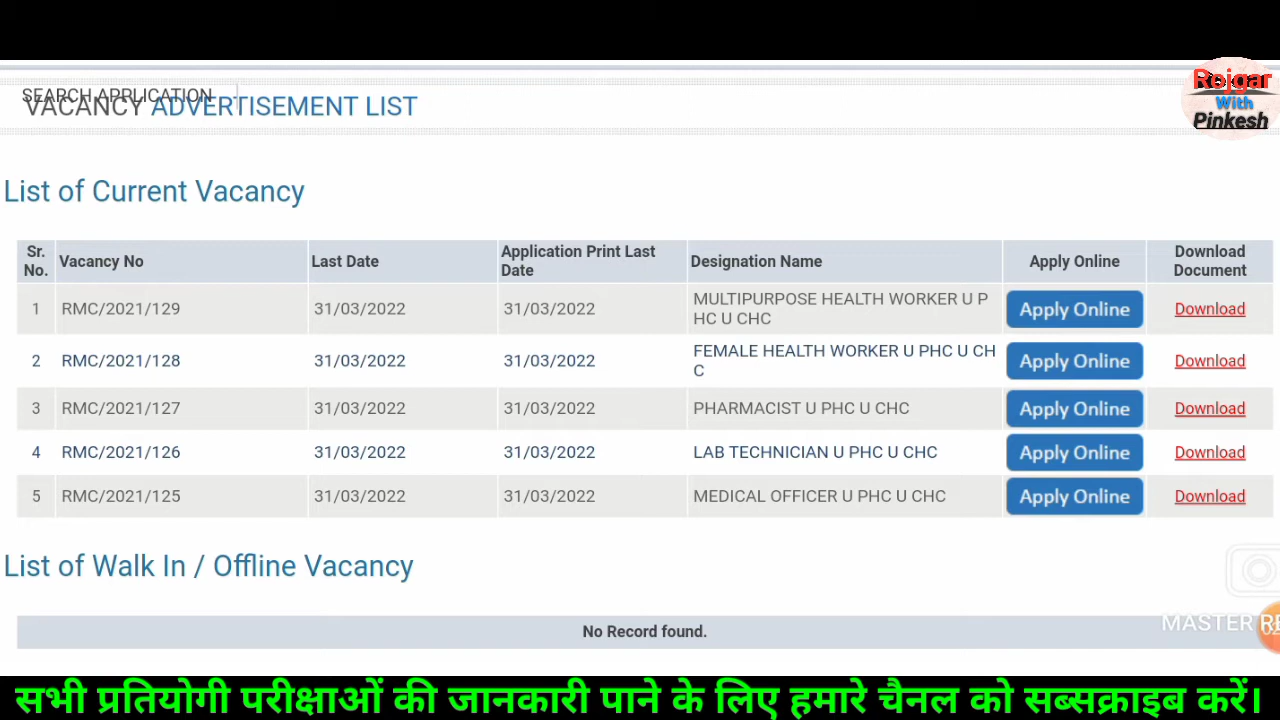 SEARCH APPLICATION
VACANCY ADVERTISEMENT LIST
Rojgar
With
Pinkesh
List of Current Vacancy
Sr. No. Vacancy No Last Date Application Print Last Date Designation Name Apply Online Download Document
1 RMC/2021/129 31/03/2022 31/03/2022 MULTIPURPOSE HEALTH WORKER U P HC U CHC Apply Online Download
2 RMC/2021/128 31/03/2022 31/03/2022 FEMALE HEALTH WORKER U PHC U CH C Apply Online Download
3 RMC/2021/127 31/03/2022 31/03/2022 PHARMACIST U PHC U CHC Apply Online Download
4 RMC/2021/126 31/03/2022 31/03/2022 LAB TECHNICIAN U PHC U CHC Apply Online Download
5 RMC/2021/125 31/03/2022 31/03/2022 MEDICAL OFFICER U PHC U CHC Apply Online Download
List of Walk In / Offline Vacancy
No Record found.
MASTER
सभी प्रतियोगी परीक्षाओं की जानकारी पाने के लिए हमारे चैनल को सब्सक्राइब करें।